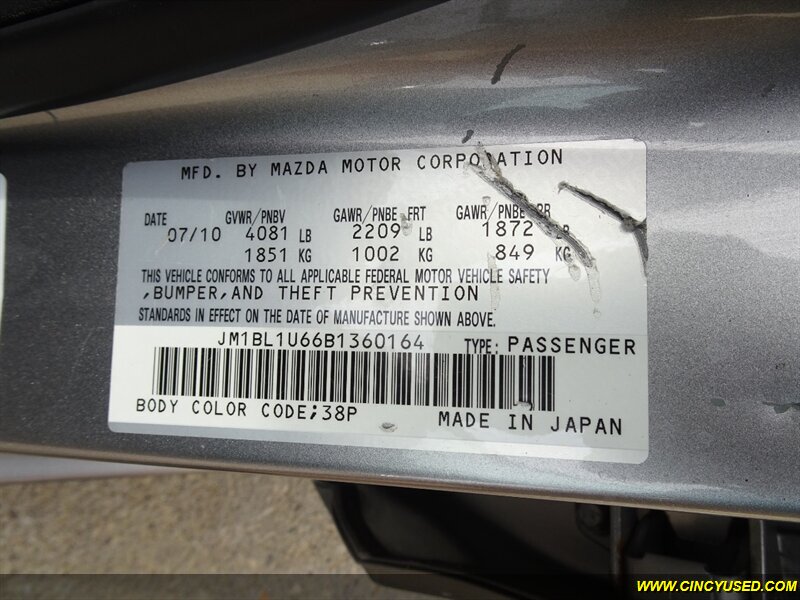 MFD. BY MAZDA MOTOR CORPORATION
DATE GVWR/PNBV GAWR/PNBE FRT GAWR/PNBE RR
07/10 4081 LB 2209 LB 1872 LB
1851 KG 1002 KG 849 KG
THIS VEHICLE CONFORMS TO ALL APPLICABLE FEDERAL MOTOR VEHICLE SAFETY
,BUMPER,AND THEFT PREVENTION
STANDARDS IN EFFECT ON THE DATE OF MANUFACTURE SHOWN ABOVE.
JM1BL1U66B1360164 TYPE: PASSENGER
BODY COLOR CODE;38P MADE IN JAPAN
WWW.CINCYUSED.COM